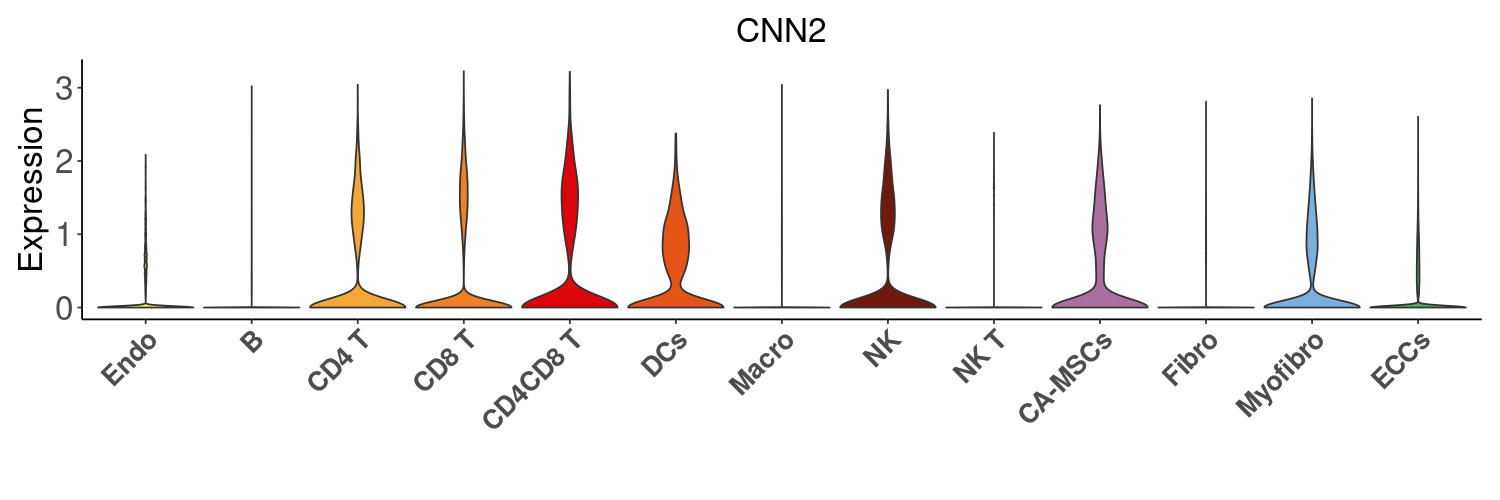 CNN2
Expression
3
2
1
0
Endo
B
CD4 T
CD8 T
CD4CD8 T
DCs
Macro
NK
NK T
CA-MSCs
Fibro
Myofibro
ECCs